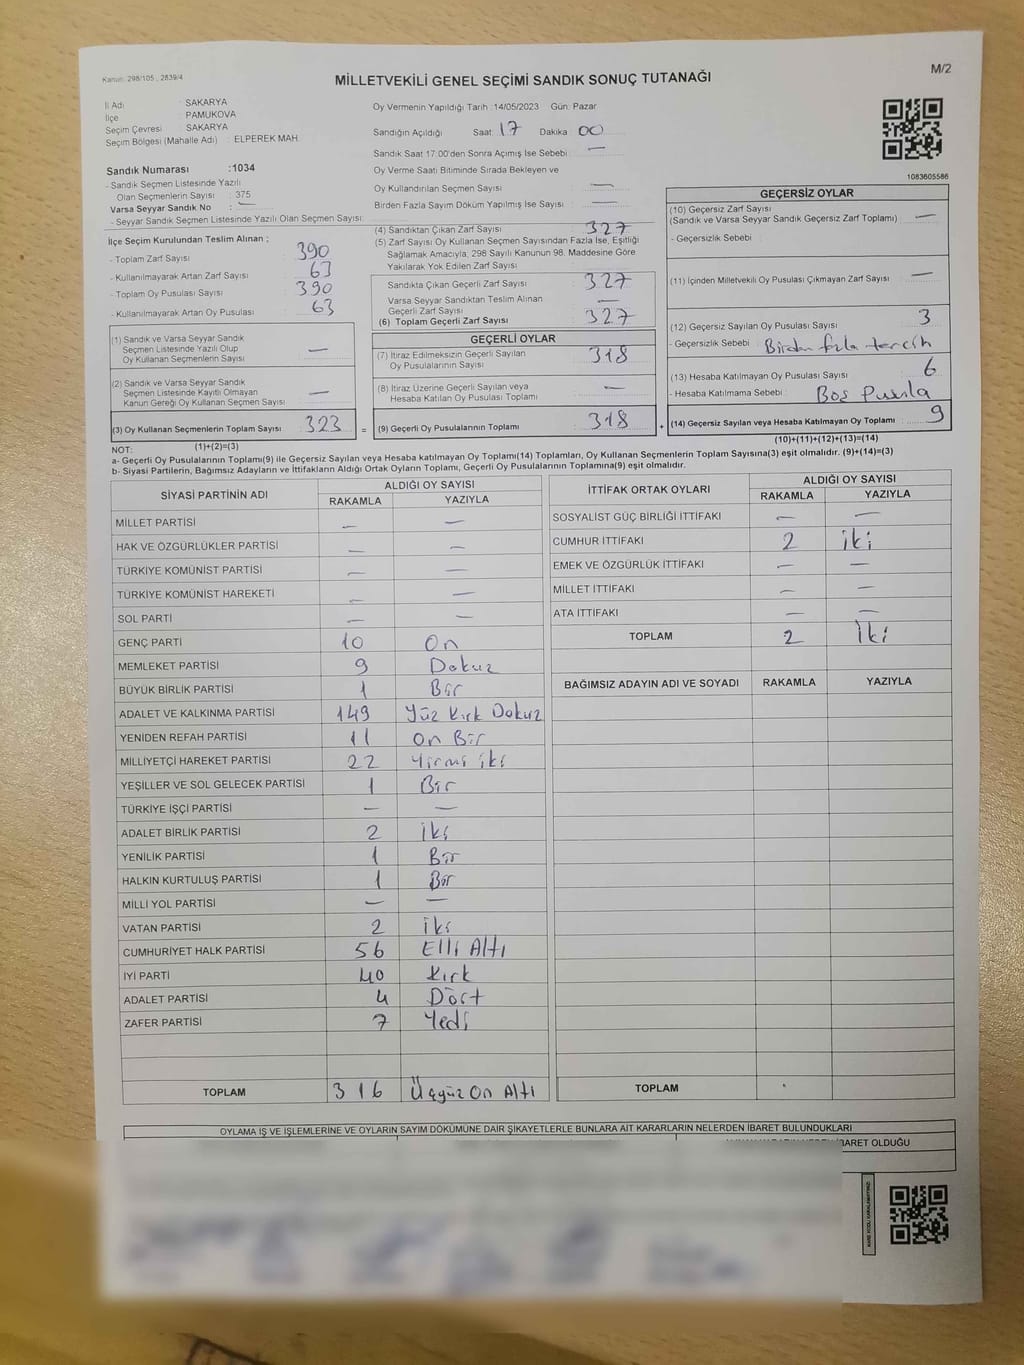 Kanun: 298/105 , 2839/4
MİLLETVEKİLİ GENEL SEÇİMİ SANDIK SONUÇ TUTANAĞI
M/2
İl Adı : SAKARYA
İlçe : PAMUKOVA
Seçim Çevresi : SAKARYA
Seçim Bölgesi (Mahalle Adı) : ELPEREK MAH.
Sandık Numarası :1034
- Sandık Seçmen Listesinde Yazılı
Olan Seçmenlerin Sayısı : 375
Varsa Seyyar Sandık No : —
- Seyyar Sandık Seçmen Listesinde Yazılı Olan Seçmen Sayısı:
Oy Vermenin Yapıldığı Tarih :14/05/2023 Gün: Pazar
Sandığın Açıldığı Saat: 17 Dakika 00
Sandık Saat 17:00'den Sonra Açımış İse Sebebi : —
Oy Verme Saati Bitiminde Sırada Bekleyen ve
Oy Kullandırılan Seçmen Sayısı : —
Birden Fazla Sayım Döküm Yapılmış İse Sayısı : —
1083605586
İlçe Seçim Kurulundan Teslim Alınan ;
- Toplam Zarf Sayısı : 390
- Kullanılmayarak Artan Zarf Sayısı : 63
- Toplam Oy Pusulası Sayısı : 390
- Kullanılmayarak Artan Oy Pusulası : 63
(4) Sandıktan Çıkan Zarf Sayısı : 327
(5) Zarf Sayısı Oy Kullanan Seçmen Sayısından Fazla İse, Eşitliği
Sağlamak Amacıyla, 298 Sayılı Kanunun 98. Maddesine Göre
Yakılarak Yok Edilen Zarf Sayısı :
Sandıkta Çıkan Geçerli Zarf Sayısı : 327
Varsa Seyyar Sandıktan Teslim Alınan
Geçerli Zarf Sayısı : —
(6) Toplam Geçerli Zarf Sayısı : 327
GEÇERSİZ OYLAR
(10) Geçersiz Zarf Sayısı
(Sandık ve Varsa Seyyar Sandık Geçersiz Zarf Toplamı) : —
- Geçersizlik Sebebi :
(11) İçinden Milletvekili Oy Pusulası Çıkmayan Zarf Sayısı : —
(12) Geçersiz Sayılan Oy Pusulası Sayısı : 3
- Geçersizlik Sebebi : Birden fazla tercih
(13) Hesaba Katılmayan Oy Pusulası Sayısı : 6
- Hesaba Katılmama Sebebi : Boş Pusula
(14) Geçersiz Sayılan veya Hesaba Katılmayan Oy Toplamı : 9
(10)+(11)+(12)+(13)=(14)
(1) Sandık ve Varsa Seyyar Sandık
Seçmen Listesinde Yazılı Olup
Oy Kullanan Seçmenlerin Sayısı : —
(2) Sandık ve Varsa Seyyar Sandık
Seçmen Listesinde Kayıtlı Olmayan
Kanun Gereği Oy Kullanan Seçmen Sayısı : —
(3) Oy Kullanan Seçmenlerin Toplam Sayısı : 323 =
(1)+(2)=(3)
GEÇERLİ OYLAR
(7) İtiraz Edilmeksizin Geçerli Sayılan
Oy Pusulalarının Sayısı : 318
(8) İtiraz Üzerine Geçerli Sayılan veya
Hesaba Katılan Oy Pusulası Toplamı : —
(9) Geçerli Oy Pusulalarının Toplamı : 318 +
NOT:
a- Geçerli Oy Pusulalarının Toplamı(9) ile Geçersiz Sayılan veya Hesaba katılmayan Oy Toplamı(14) Toplamları, Oy Kullanan Seçmenlerin Toplam Sayısına(3) eşit olmalıdır. (9)+(14)=(3)
b- Siyasi Partilerin, Bağımsız Adayların ve İttifakların Aldığı Ortak Oyların Toplamı, Geçerli Oy Pusulalarının Toplamına(9) eşit olmalıdır.
SİYASİ PARTİNİN ADI
ALDIĞI OY SAYISI
RAKAMLA YAZIYLA
MİLLET PARTİSİ — —
HAK VE ÖZGÜRLÜKLER PARTİSİ — —
TÜRKİYE KOMÜNİST PARTİSİ — —
TÜRKİYE KOMÜNİST HAREKETİ — —
SOL PARTİ — —
GENÇ PARTİ 10 On
MEMLEKET PARTİSİ 9 Dokuz
BÜYÜK BİRLİK PARTİSİ 1 Bir
ADALET VE KALKINMA PARTİSİ 149 Yüz Kırk Dokuz
YENİDEN REFAH PARTİSİ 11 On Bir
MİLLİYETÇİ HAREKET PARTİSİ 22 Yirmi iki
YEŞİLLER VE SOL GELECEK PARTİSİ 1 Bir
TÜRKİYE İŞÇİ PARTİSİ — —
ADALET BİRLİK PARTİSİ 2 İki
YENİLİK PARTİSİ 1 Bir
HALKIN KURTULUŞ PARTİSİ 1 Bir
MİLLİ YOL PARTİSİ — —
VATAN PARTİSİ 2 iki
CUMHURİYET HALK PARTİSİ 56 Elli Altı
İYİ PARTİ 40 Kırk
ADALET PARTİSİ 4 Dört
ZAFER PARTİSİ 7 Yedi
TOPLAM 316 Üçyüz On Altı
İTTİFAK ORTAK OYLARI
ALDIĞI OY SAYISI
RAKAMLA YAZIYLA
SOSYALİST GÜÇ BİRLİĞİ İTTİFAKI — —
CUMHUR İTTİFAKI 2 iki
EMEK VE ÖZGÜRLÜK İTTİFAKI — —
MİLLET İTTİFAKI — —
ATA İTTİFAKI — —
TOPLAM 2 İki
BAĞIMSIZ ADAYIN ADI VE SOYADI RAKAMLA YAZIYLA
TOPLAM
OYLAMA İŞ VE İŞLEMLERİNE VE OYLARIN SAYIM DÖKÜMÜNE DAİR ŞİKAYETLERLE BUNLARA AİT KARARLARIN NELERDEN İBARET BULUNDUKLARI
İBARET OLDUĞU